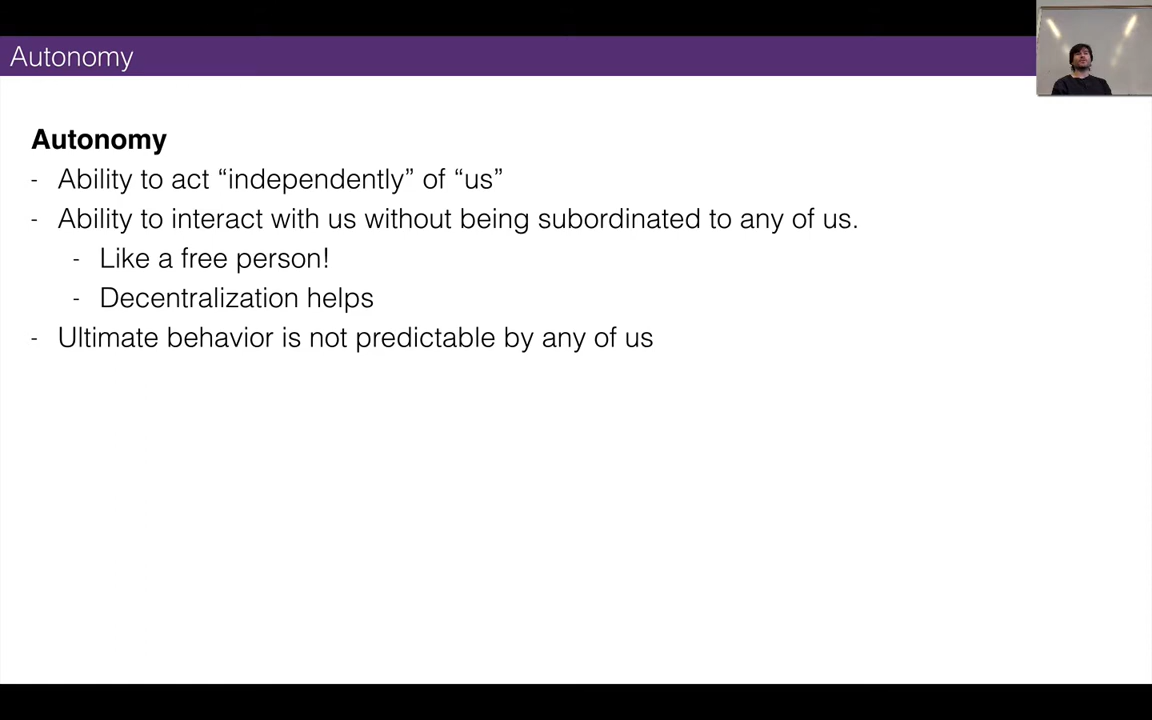 Autonomy
Autonomy
- Ability to act “independently” of “us”
- Ability to interact with us without being subordinated to any of us.
- Like a free person!
- Decentralization helps
- Ultimate behavior is not predictable by any of us